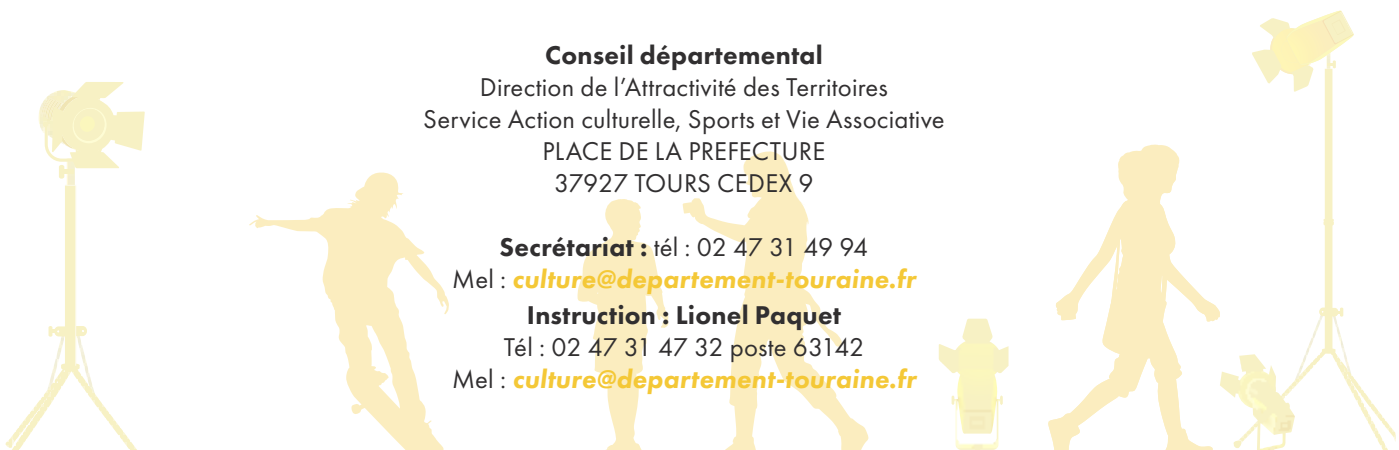 Conseil départemental
Direction de l'Attractivité des Territoires
Service Action culturelle, Sports et Vie Associative
PLACE DE LA PREFECTURE
37927 TOURS CEDEX 9
Secrétariat : tél : 02 47 31 49 94
Mel : culture@departement-touraine.fr
Instruction : Lionel Paquet
Tél : 02 47 31 47 32 poste 63142
Mel : culture@departement-touraine.fr